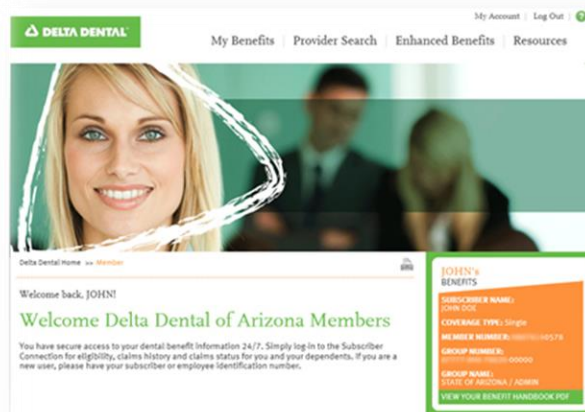 My Account | Log Out |
DELTA DENTAL
My Benefits | Provider Search | Enhanced Benefits | Resources
Delta Dental Home >> Member
Welcome back, JOHN!
Welcome Delta Dental of Arizona Members
You have secure access to your dental benefit information 24/7. Simply log-in to the Subscriber
Connection for eligibility, claims history and claims status for you and your dependents. If you are a
new user, please have your subscriber or employee identification number.
JOHN's
BENEFITS
SUBSCRIBER NAME:
JOHN DOE
COVERAGE TYPE: Single
MEMBER NUMBER:
GROUP NUMBER:
-00000
GROUP NAME:
STATE OF ARIZONA / ADMIN
VIEW YOUR BENEFIT HANDBOOK PDF